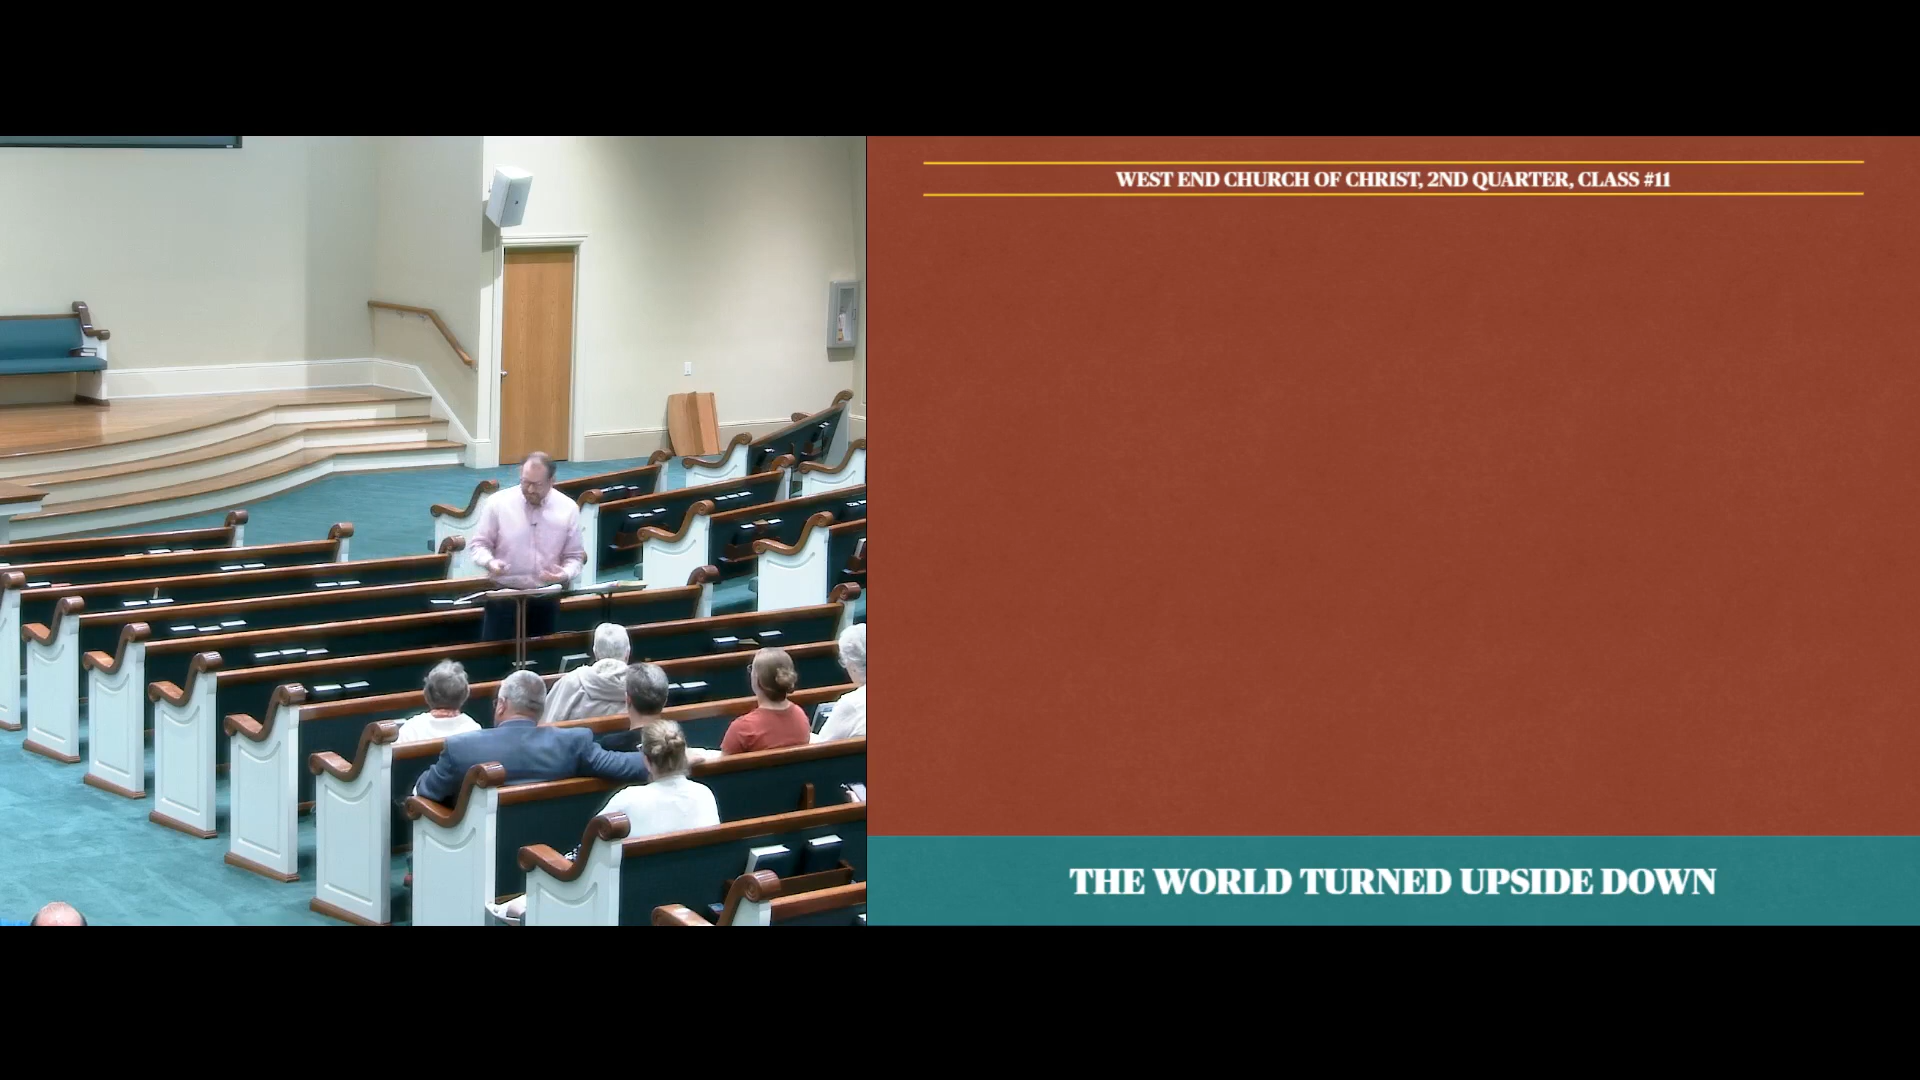 WEST END CHURCH OF CHRIST, 2ND QUARTER, CLASS #11
THE WORLD TURNED UPSIDE DOWN